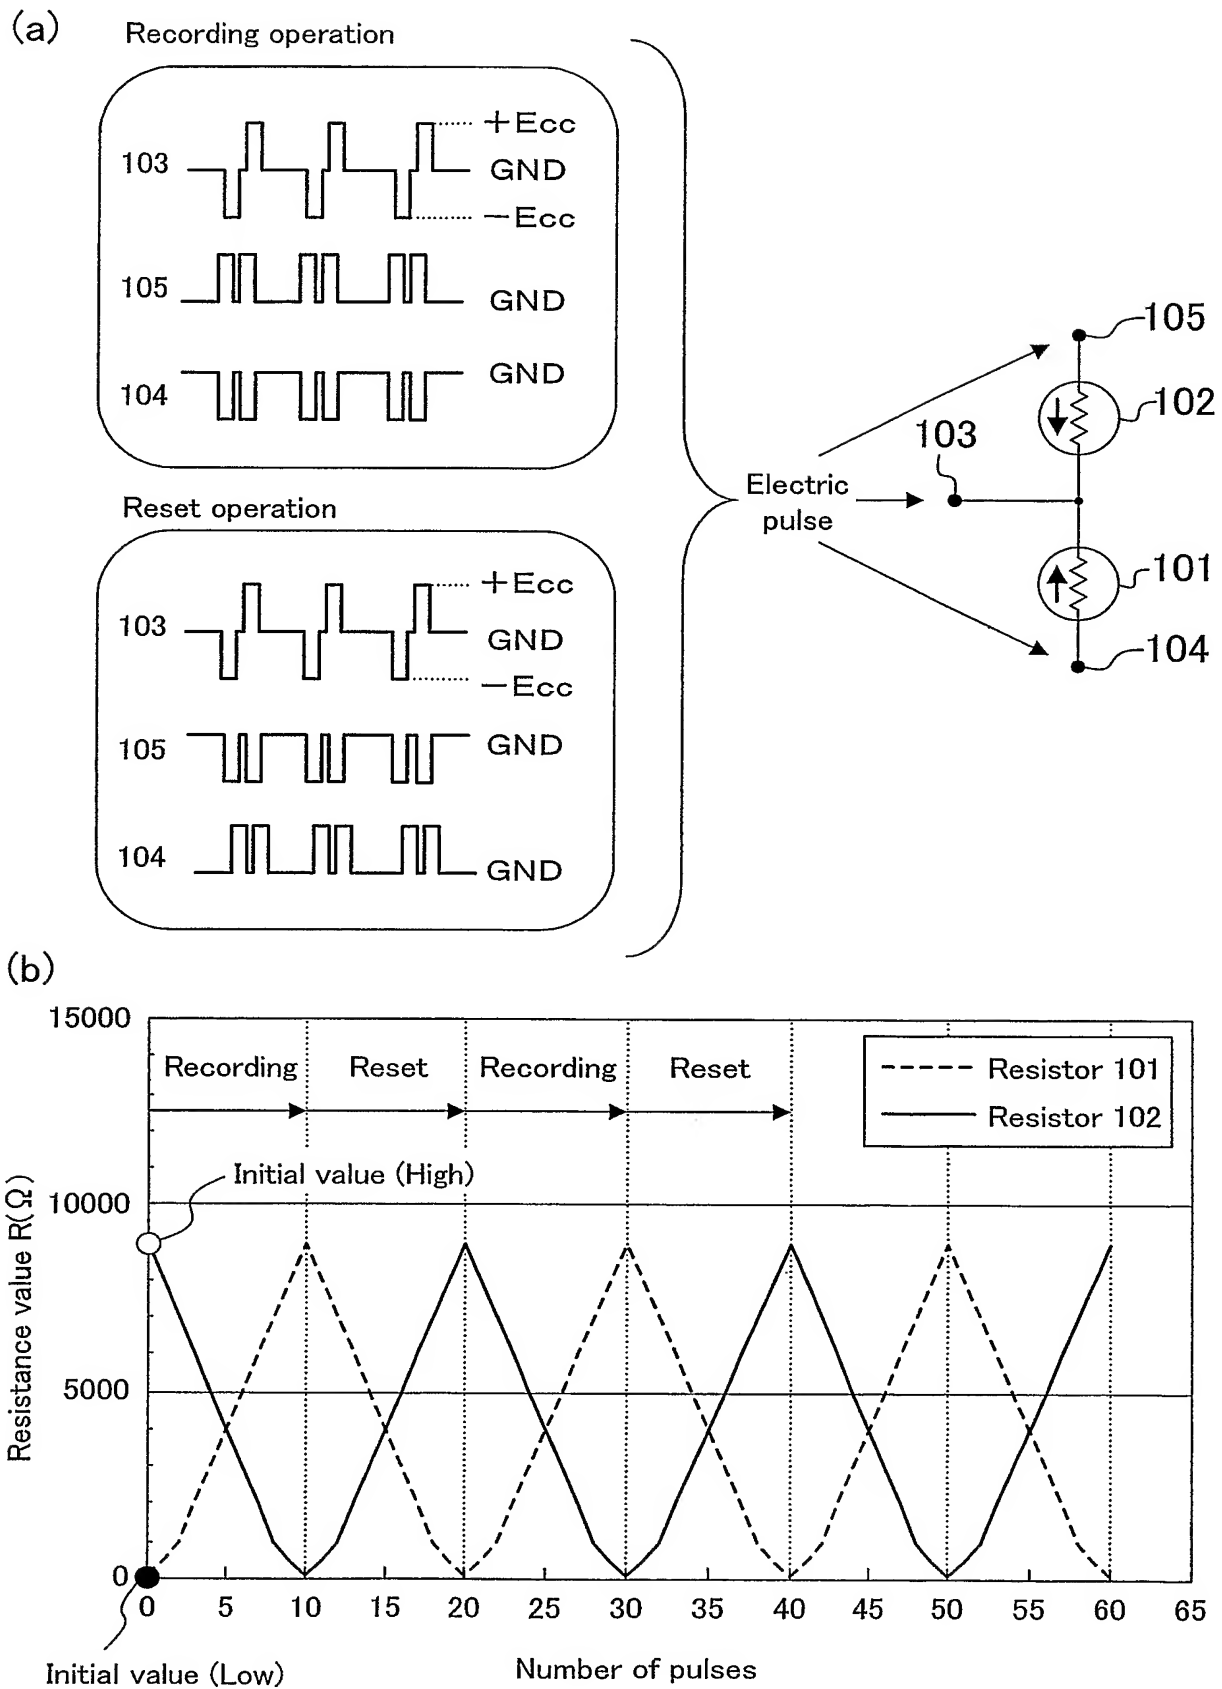 (a)
Recording operation
103
+Ecc
GND
−Ecc
105
GND
104
GND
Reset operation
103
+Ecc
GND
−Ecc
105
GND
104
GND
Electric
pulse
103
105
102
101
104
(b)
15000
10000
5000
0
Resistance value R(Ω)
Recording
Reset
Recording
Reset
Resistor 101
Resistor 102
Initial value (High)
0 5 10 15 20 25 30 35 40 45 50 55 60 65
Initial value (Low)
Number of pulses